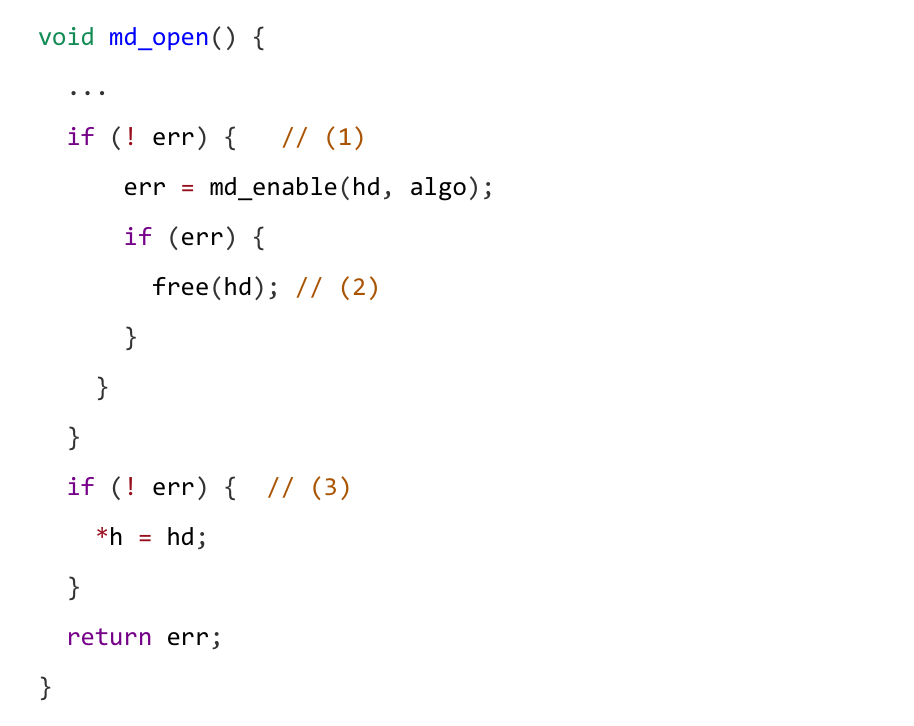 void md_open() {
  ...
  if (! err) {   // (1)
      err = md_enable(hd, algo);
      if (err) {
        free(hd); // (2)
      }
    }
  }
  if (! err) {  // (3)
    *h = hd;
  }
  return err;
}